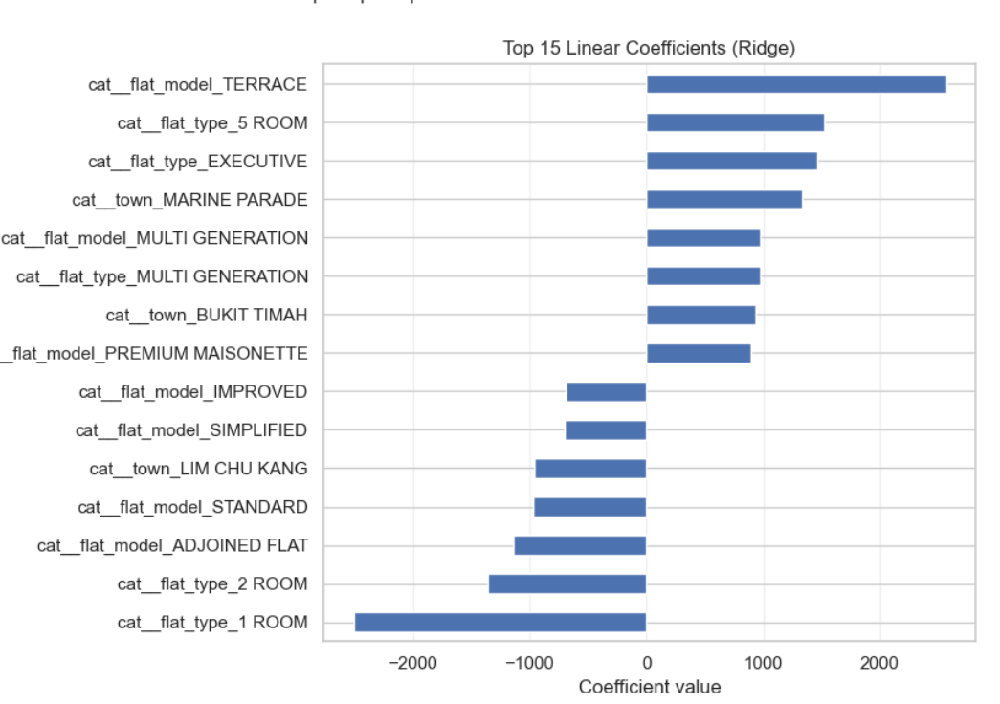 Top 15 Linear Coefficients (Ridge)
cat__flat_model_TERRACE
cat__flat_type_5 ROOM
cat__flat_type_EXECUTIVE
cat__town_MARINE PARADE
cat__flat_model_MULTI GENERATION
cat__flat_type_MULTI GENERATION
cat__town_BUKIT TIMAH
_flat_model_PREMIUM MAISONETTE
cat__flat_model_IMPROVED
cat__flat_model_SIMPLIFIED
cat__town_LIM CHU KANG
cat__flat_model_STANDARD
cat__flat_model_ADJOINED FLAT
cat__flat_type_2 ROOM
cat__flat_type_1 ROOM
−2000 −1000 0 1000 2000
Coefficient value